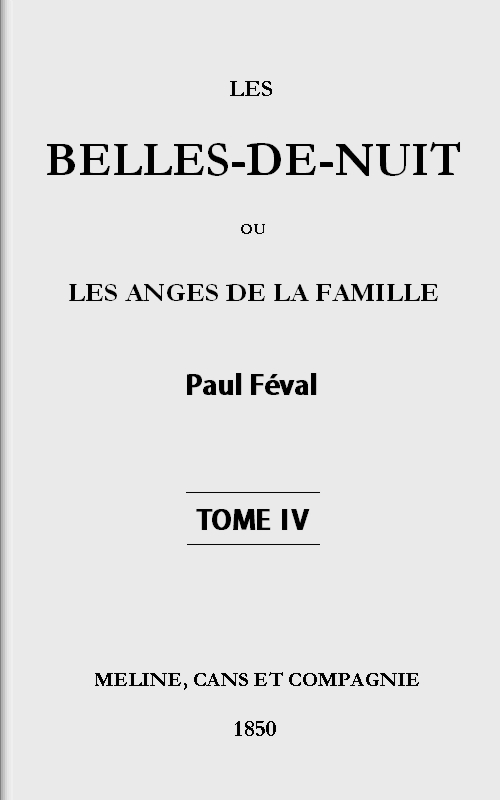 LES
BELLES-DE-NUIT
OU
LES ANGES DE LA FAMILLE
Paul Féval
TOME IV
MELINE, CANS ET COMPAGNIE
1850